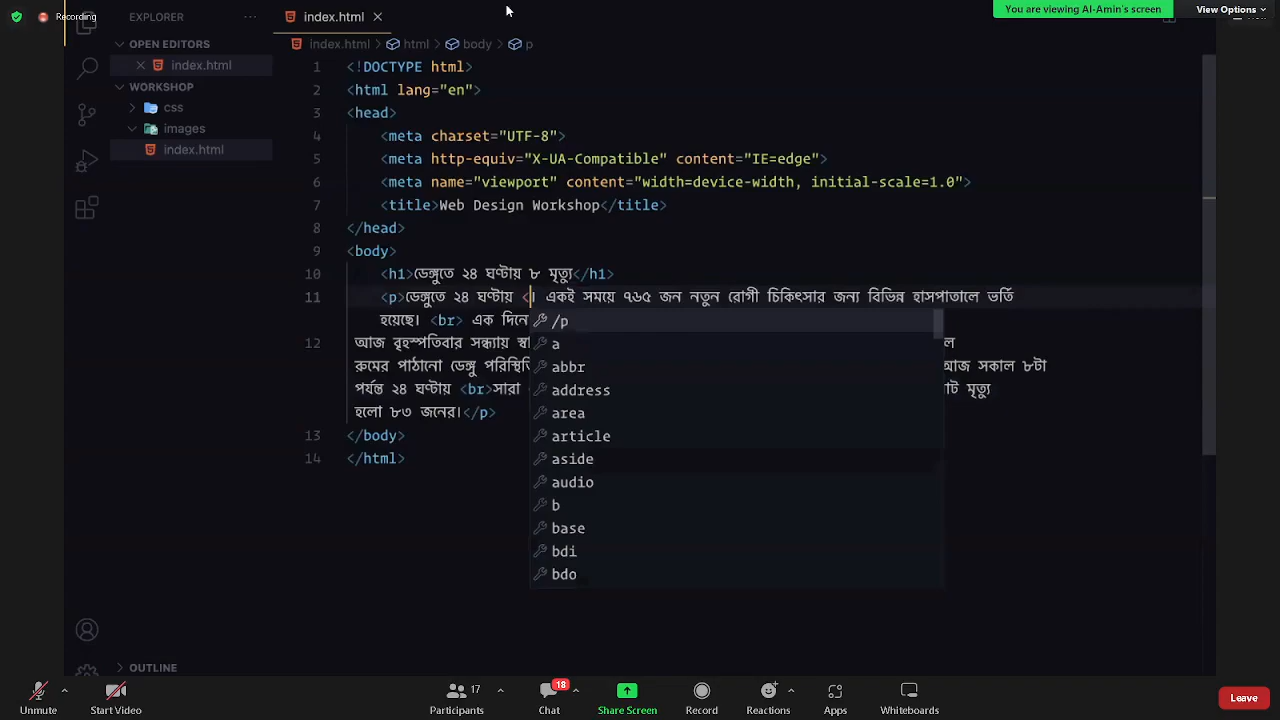 Recording
EXPLORER
index.html
You are viewing Al-Amin's screen
View Options
OPEN EDITORS
index.html
index.html > html > body > p
WORKSHOP
css
images
index.html
1 <!DOCTYPE html>
2 <html lang="en">
3 <head>
4 <meta charset="UTF-8">
5 <meta http-equiv="X-UA-Compatible" content="IE=edge">
6 <meta name="viewport" content="width=device-width, initial-scale=1.0">
7 <title>Web Design Workshop</title>
8 </head>
9 <body>
10 <h1>ডেঙ্গুতে ২৪ ঘণ্টায় ৮ মৃত্যু</h1>
11 <p>ডেঙ্গুতে ২৪ ঘণ্টায় <। একই সময়ে ৭৬৫ জন নতুন রোগী চিকিৎসার জন্য বিভিন্ন হাসপাতালে ভর্তি
হয়েছে। <br> এক দিনে
12 আজ বৃহস্পতিবার সন্ধ্যায়
রুমের পাঠানো ডেঙ্গু আজ সকাল ৮টা
পর্যন্ত ২৪ ঘণ্টায় <br>সারা মৃত্যু
হলো ৮৩ জনের।</p>
13 </body>
14 </html>
/p
a
abbr
address
area
article
aside
audio
b
base
bdi
bdo
OUTLINE
Unmute
Start Video
Participants
17
Chat
18
Share Screen
Record
Reactions
Apps
Whiteboards
Leave